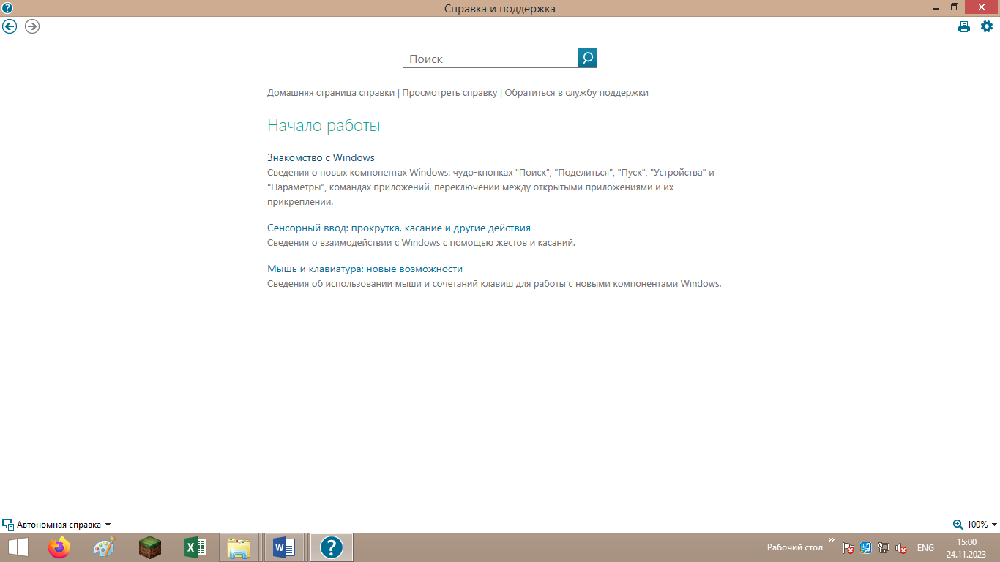 Справка и поддержка
Поиск
Домашняя страница справки | Просмотреть справку | Обратиться в службу поддержки
Начало работы
Знакомство с Windows
Сведения о новых компонентах Windows: чудо-кнопках "Поиск", "Поделиться", "Пуск", "Устройства" и
"Параметры", командах приложений, переключении между открытыми приложениями и их
прикреплении.
Сенсорный ввод: прокрутка, касание и другие действия
Сведения о взаимодействии с Windows с помощью жестов и касаний.
Мышь и клавиатура: новые возможности
Сведения об использовании мыши и сочетаний клавиш для работы с новыми компонентами Windows.
Автономная справка
100%
Рабочий стол
ENG
15:00
24.11.2023